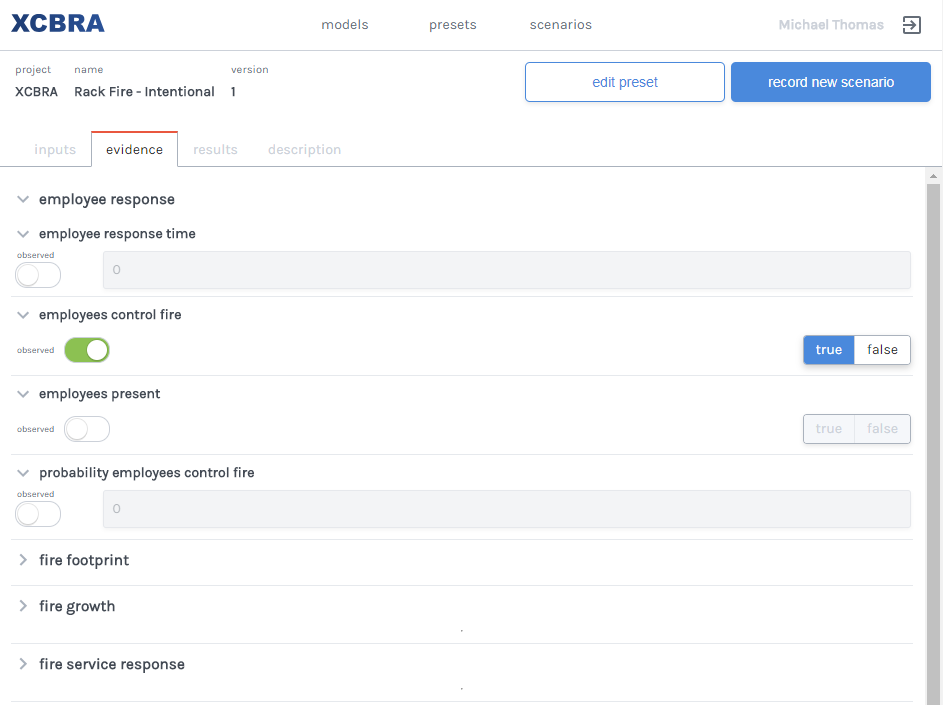 XCBRA
models presets scenarios Michael Thomas
project name version
XCBRA Rack Fire - Intentional 1
edit preset record new scenario
inputs evidence results description
employee response
employee response time
observed
0
employees control fire
observed true false
employees present
observed true false
probability employees control fire
observed
0
fire footprint
fire growth
.
fire service response
.